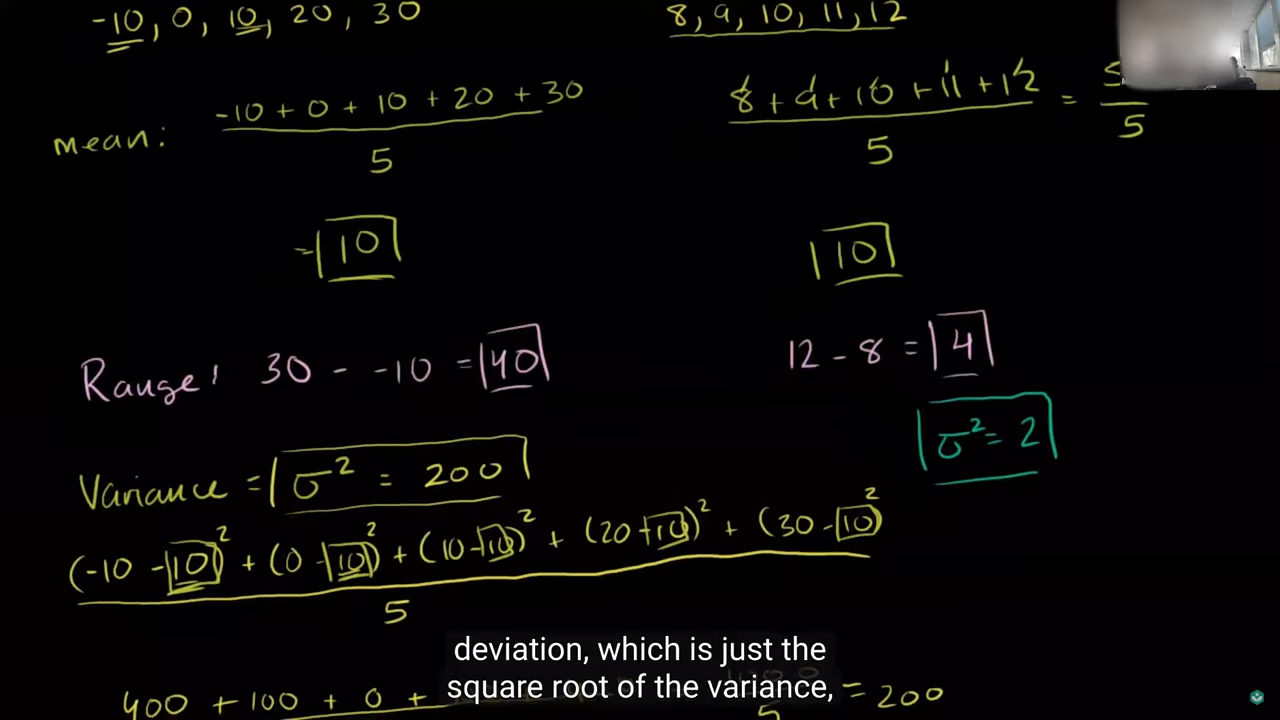 -10, 0, 10, 20, 30
8, 9, 10, 11, 12
mean: -10 + 0 + 10 + 20 + 30
5
8 + 9 + 10 + 11 + 12 =
5 5
= 10
10
Range: 30 - -10 = 40
12 - 8 = 4
σ² = 2
Variance = σ² = 200
(-10 - 10)² + (0 - 10)² + (10 - 10)² + (20 - 10)² + (30 - 10)²
5
400 + 100 + 0 +
5 = 200
deviation, which is just the
square root of the variance,